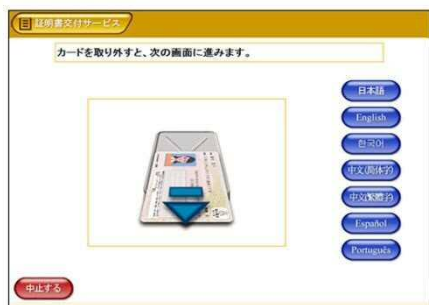 証明書交付サービス
カードを取り外すと、次の画面に進みます。
日本語
English
한국어
中文(简体字)
中文(繁體字)
Español
Português
中止する